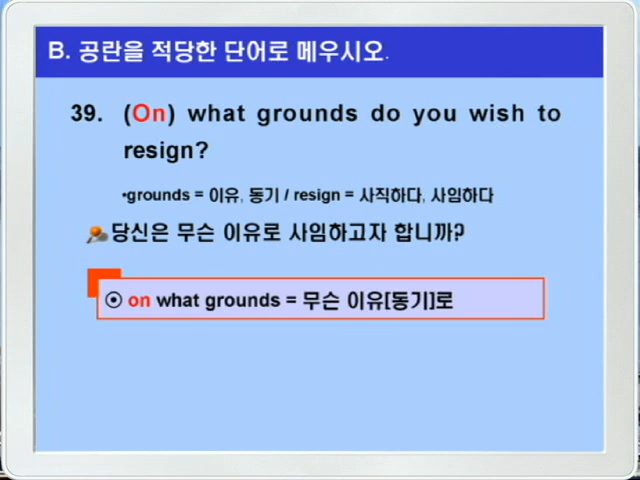 B. 공란을 적당한 단어로 메우시오.
39. (On) what grounds do you wish to
resign?
•grounds = 이유, 동기 / resign = 사직하다, 사임하다
당신은 무슨 이유로 사임하고자 합니까?
⊙ on what grounds = 무슨 이유[동기]로